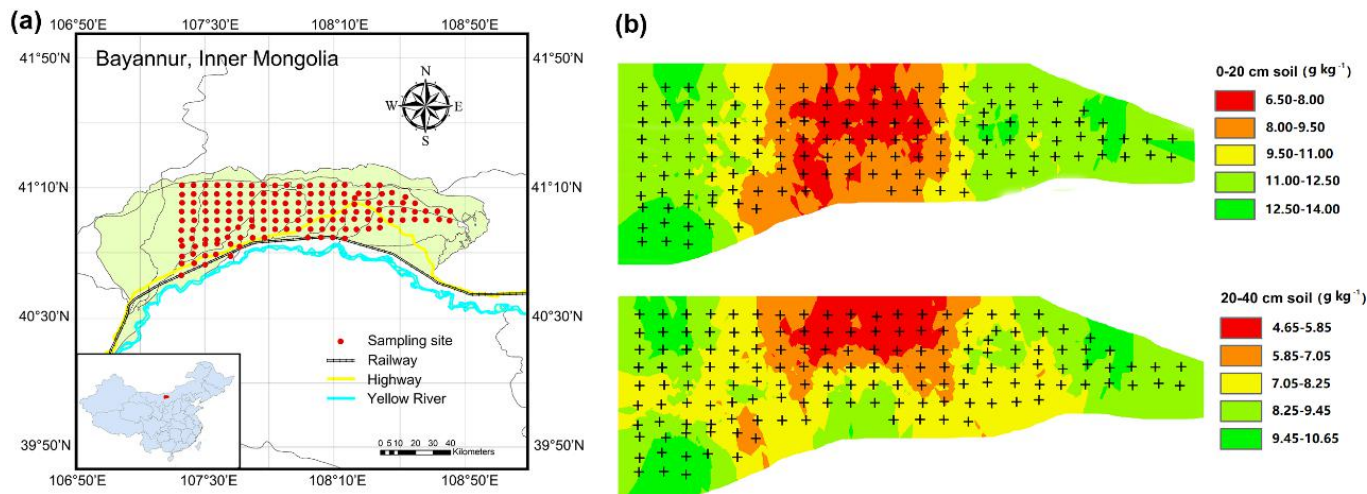 (a)
106°50'E 107°30'E 108°10'E 108°50'E
41°50'N
41°10'N
40°30'N
39°50'N
Bayannur, Inner Mongolia
N
W E
S
41°50'N
41°10'N
40°30'N
39°50'N
Sampling site
Railway
Highway
Yellow River
0 5 10 20 30 40
Kilometers
106°50'E 107°30'E 108°10'E 108°50'E
(b)
0-20 cm soil (g kg⁻¹)
6.50-8.00
8.00-9.50
9.50-11.00
11.00-12.50
12.50-14.00
20-40 cm soil (g kg⁻¹)
4.65-5.85
5.85-7.05
7.05-8.25
8.25-9.45
9.45-10.65